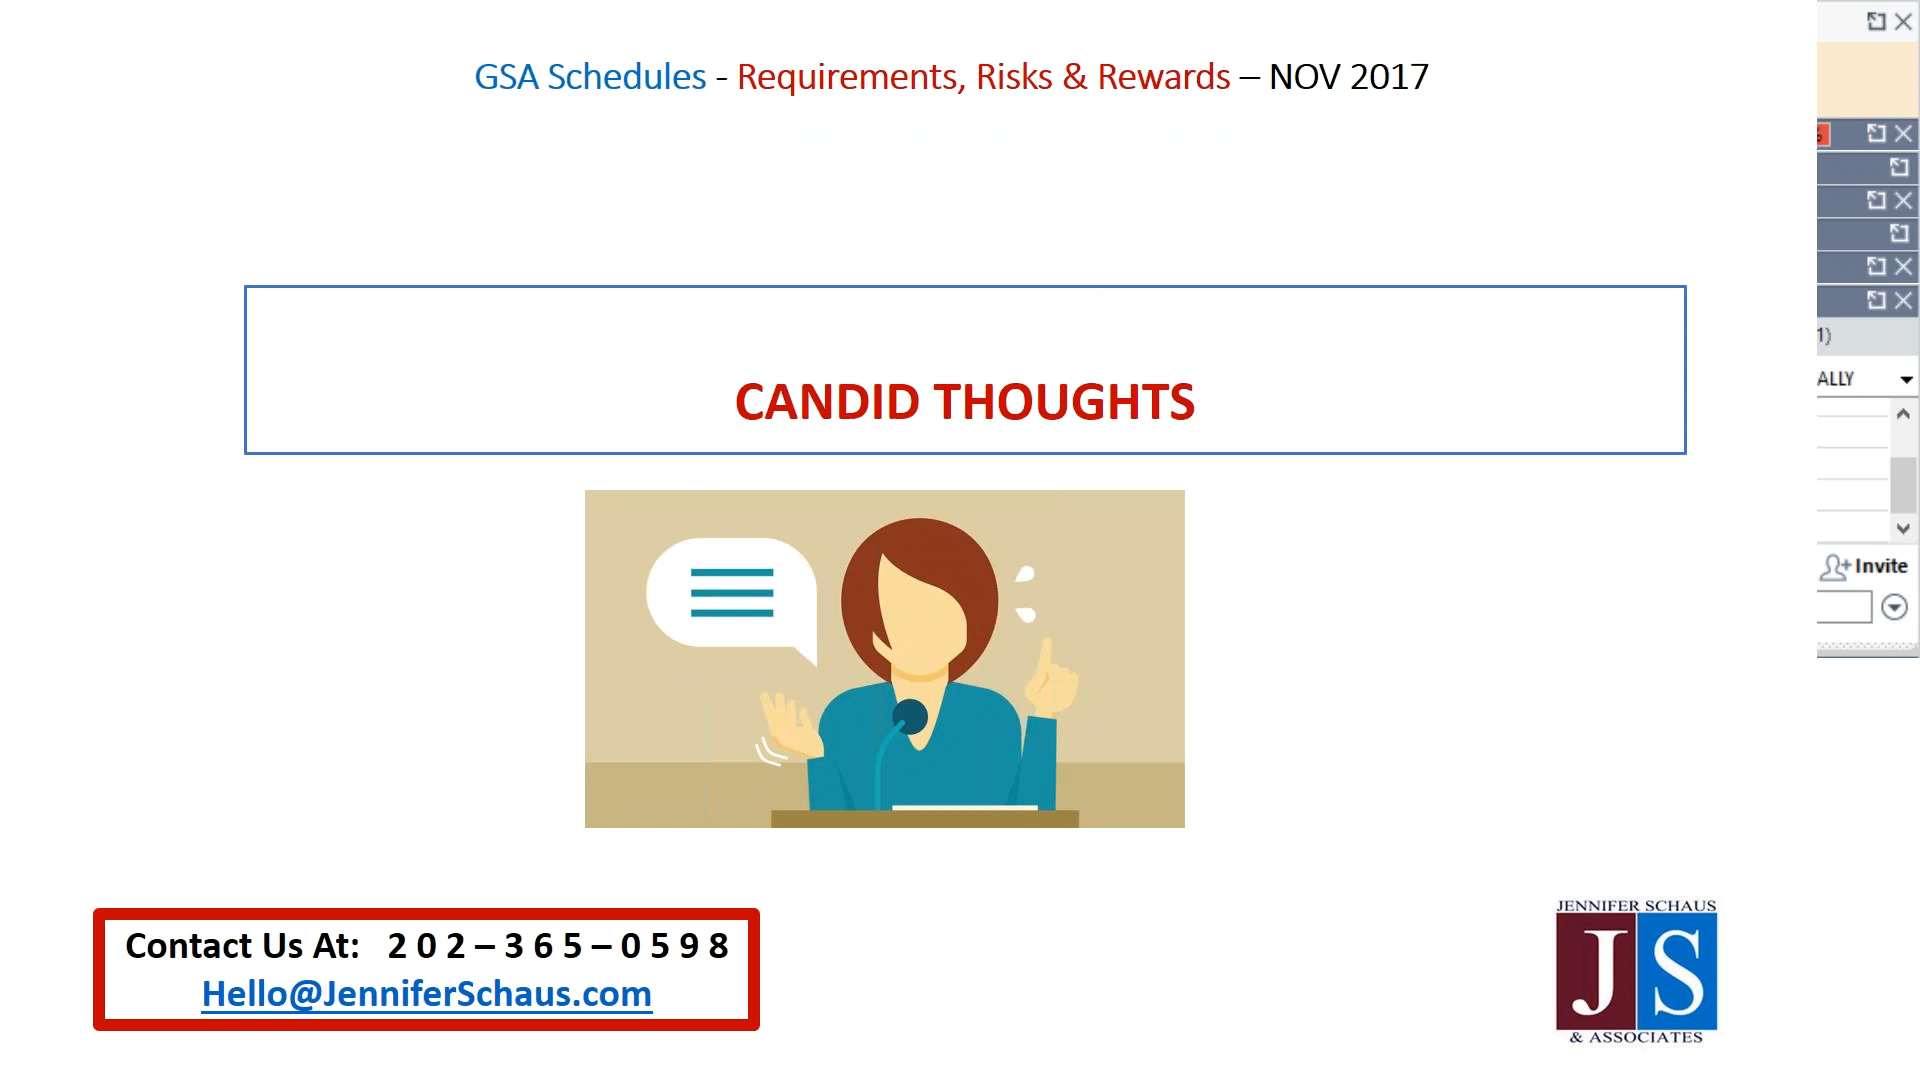 GSA Schedules - Requirements, Risks & Rewards – NOV 2017
CANDID THOUGHTS
Contact Us At: 2 0 2 – 3 6 5 – 0 5 9 8
Hello@JenniferSchaus.com
JENNIFER SCHAUS
JS
& ASSOCIATES
1)
ALLY
Invite